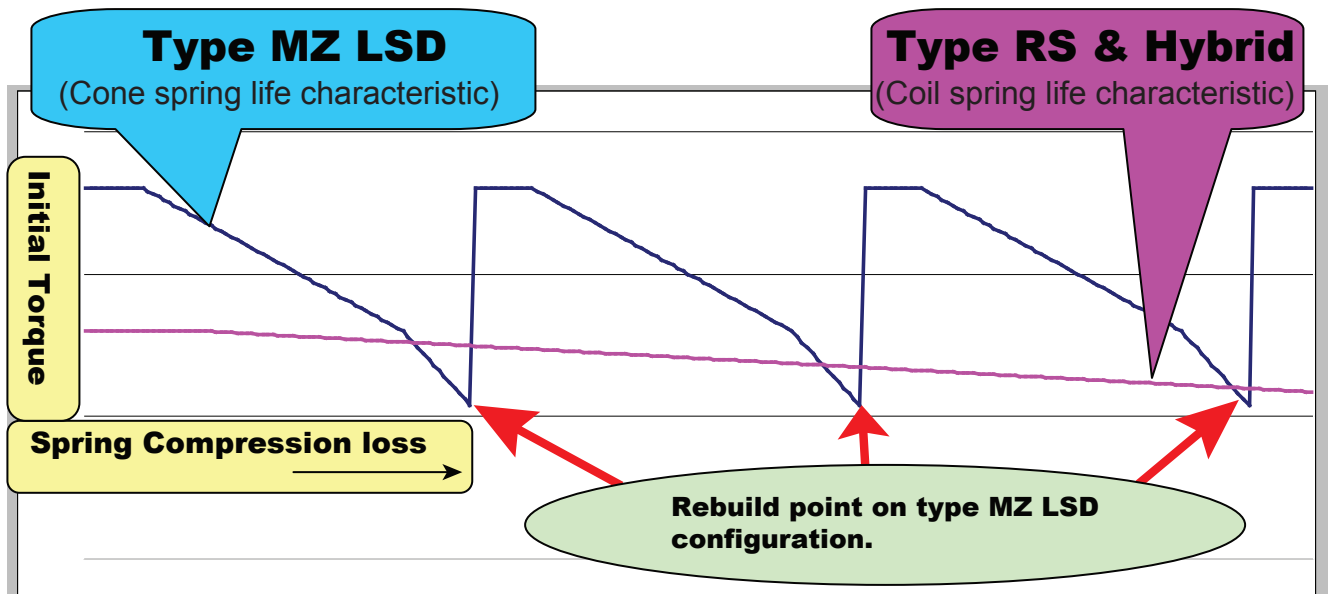 Type MZ LSD
(Cone spring life characteristic)
Type RS & Hybrid
(Coil spring life characteristic)
Initial Torque
Spring Compression loss
Rebuild point on type MZ LSD
configuration.